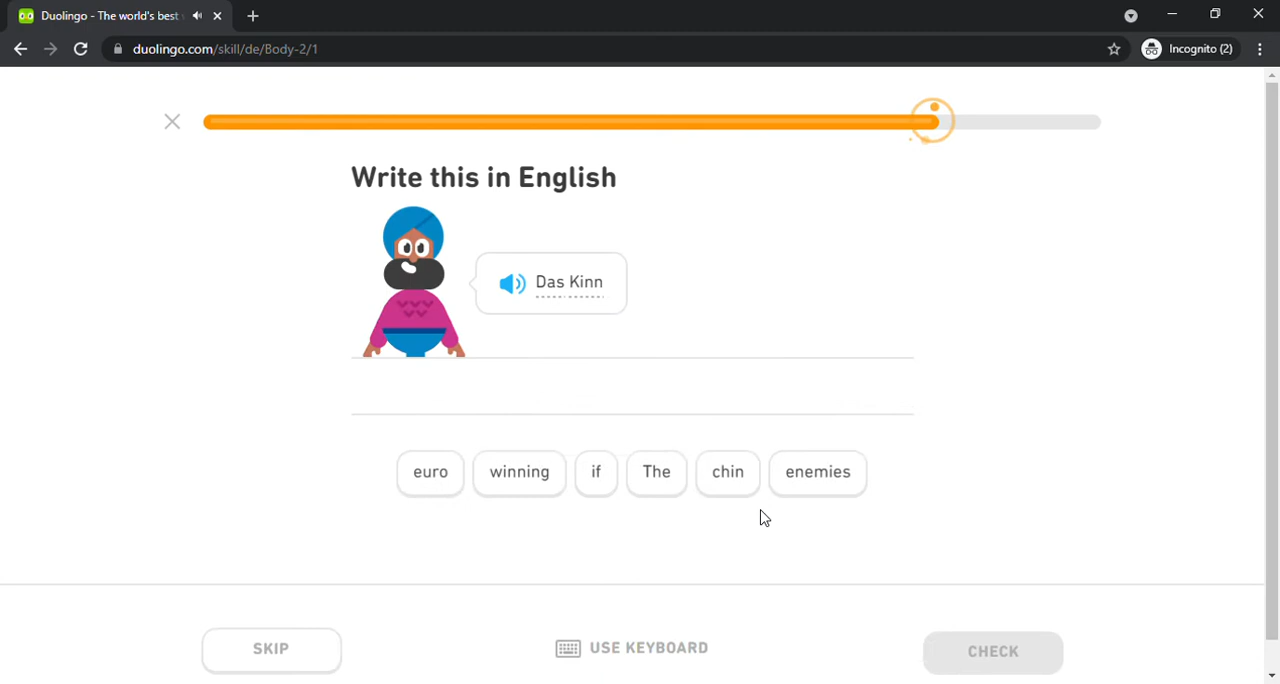 Duolingo - The world's best
duolingo.com/skill/de/Body-2/1
Incognito (2)
Write this in English
Das Kinn
euro winning if The chin enemies
SKIP USE KEYBOARD CHECK